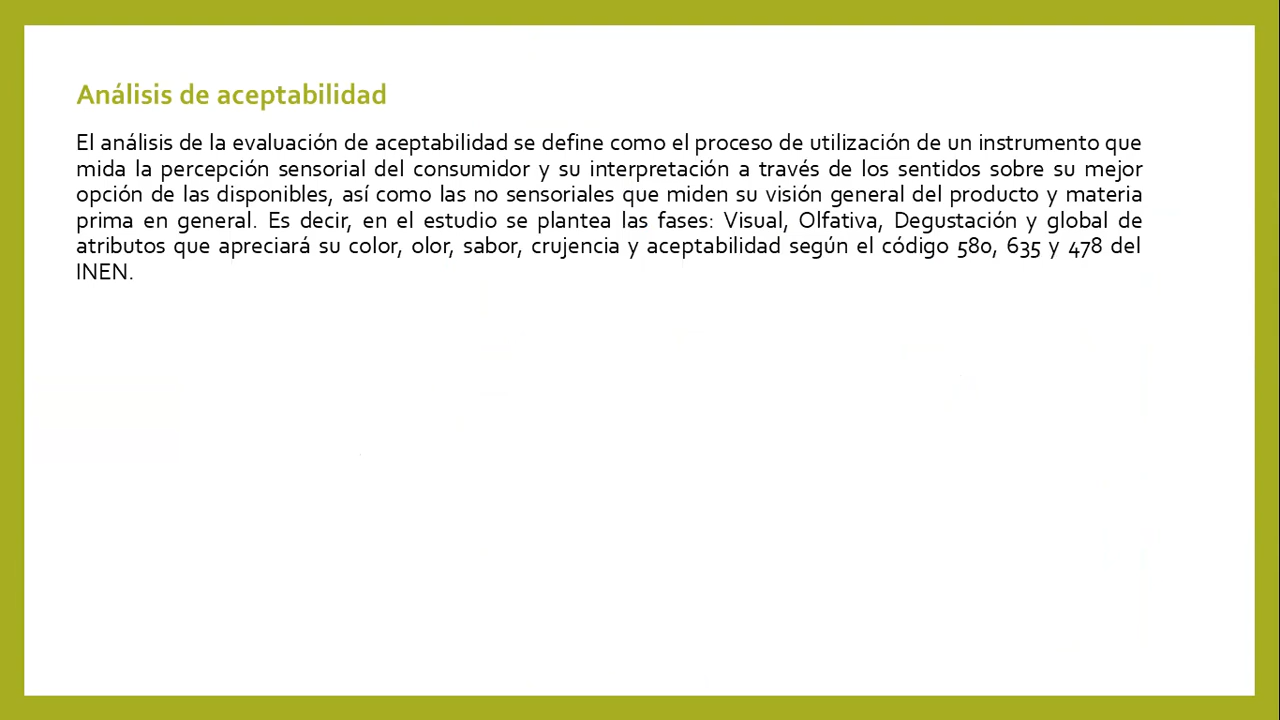 Análisis de aceptabilidad
El análisis de la evaluación de aceptabilidad se define como el proceso de utilización de un instrumento que
mida la percepción sensorial del consumidor y su interpretación a través de los sentidos sobre su mejor
opción de las disponibles, así como las no sensoriales que miden su visión general del producto y materia
prima en general. Es decir, en el estudio se plantea las fases: Visual, Olfativa, Degustación y global de
atributos que apreciará su color, olor, sabor, crujencia y aceptabilidad según el código 580, 635 y 478 del
INEN.